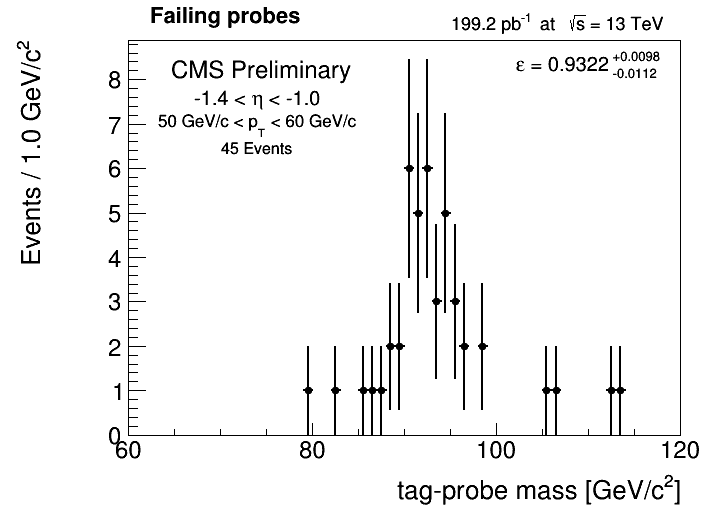 Failing probes
199.2 pb⁻¹ at √s = 13 TeV
CMS Preliminary
-1.4 < η < -1.0
50 GeV/c < p_T < 60 GeV/c
45 Events
ε = 0.9322 +0.0098 -0.0112
Events / 1.0 GeV/c²
8
7
6
5
4
3
2
1
0
60 80 100 120
tag-probe mass [GeV/c²]